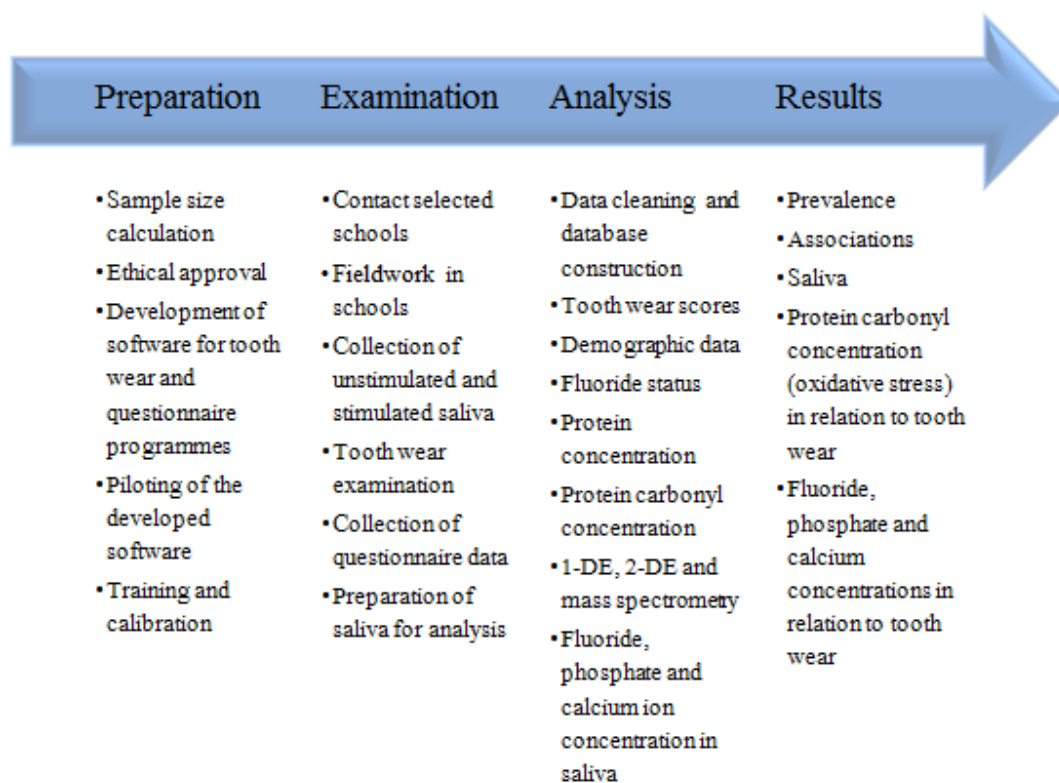 Preparation
Examination
Analysis
Results
•Sample size
calculation
•Ethical approval
•Development of
software for tooth
wear and
questionnaire
programmes
•Piloting of the
developed
software
•Training and
calibration
•Contact selected
schools
•Fieldwork in
schools
•Collection of
unstimulated and
stimulated saliva
•Tooth wear
examination
•Collection of
questionnaire data
•Preparation of
saliva for analysis
•Data cleaning and
database
construction
•Tooth wear scores
•Demographic data
•Fluoride status
•Protein
concentration
•Protein carbonyl
concentration
•1-DE, 2-DE and
mass spectrometry
•Fluoride,
phosphate and
calcium ion
concentration in
saliva
•Prevalence
•Associations
•Saliva
•Protein carbonyl
concentration
(oxidative stress)
in relation to tooth
wear
•Fluoride,
phosphate and
calcium
concentrations in
relation to tooth
wear